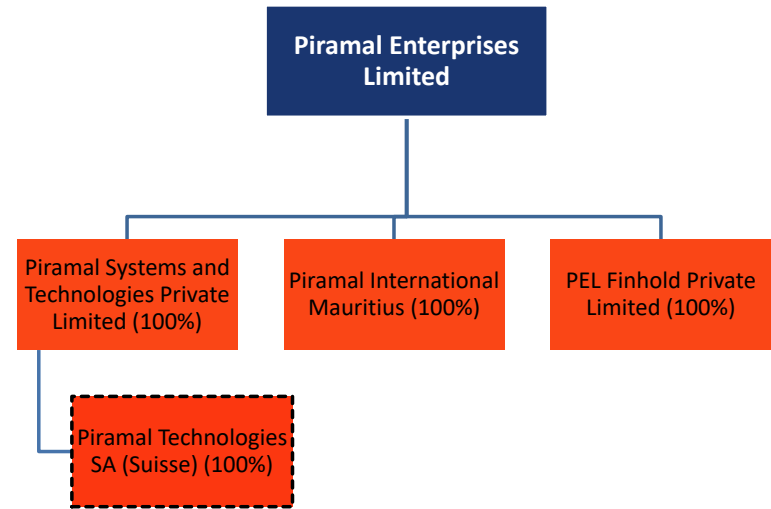 Piramal Enterprises
Limited
Piramal Systems and
Technologies Private
Limited (100%)
Piramal International
Mauritius (100%)
PEL Finhold Private
Limited (100%)
Piramal Technologies
SA (Suisse) (100%)